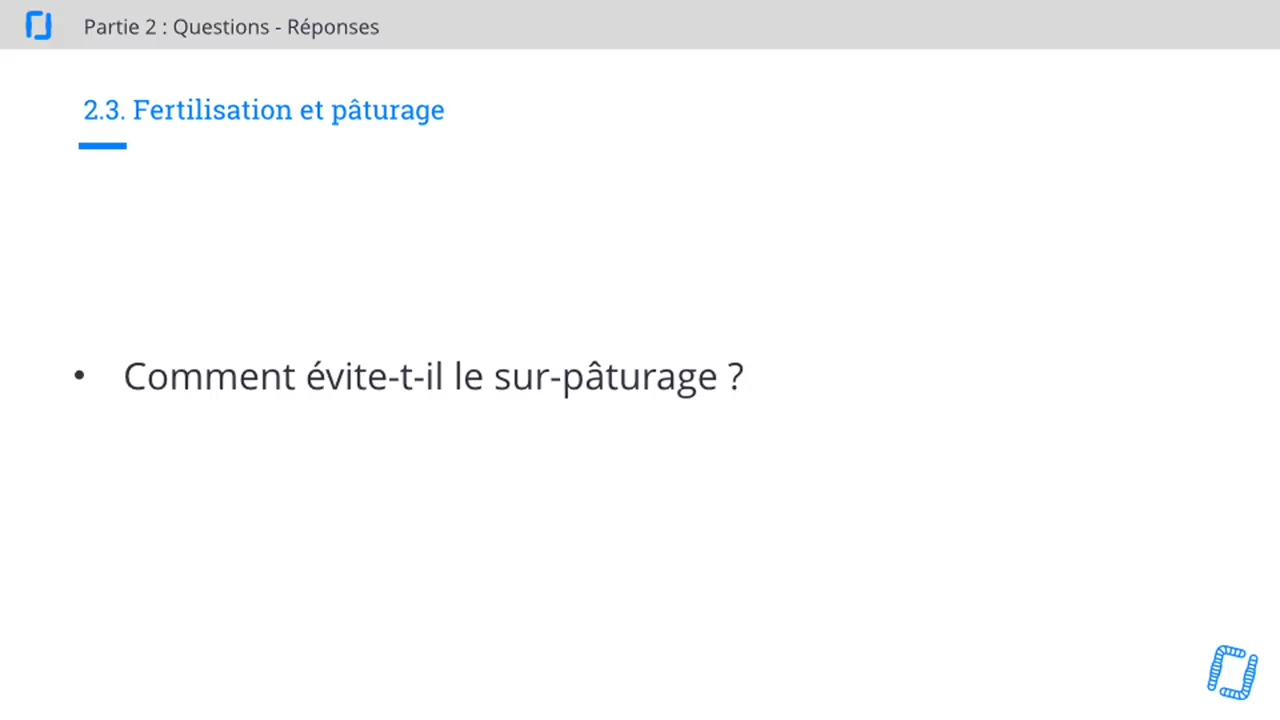 Partie 2 : Questions - Réponses
2.3. Fertilisation et pâturage
• Comment évite-t-il le sur-pâturage ?